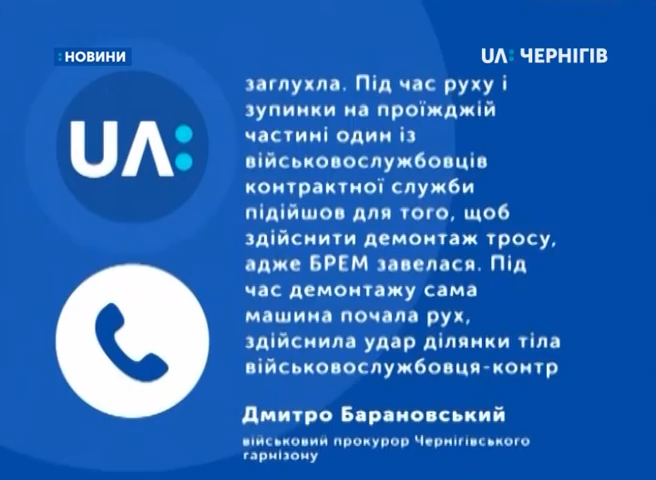 :НОВИНИ
UA: ЧЕРНІГІВ
UA:
заглухла. Під час руху і
зупинки на проїжджій
частині один із
військовослужбовців
контрактної служби
підійшов для того, щоб
здійснити демонтаж тросу,
адже БРЕМ завелася. Під
час демонтажу сама
машина почала рух,
здійснила удар ділянки тіла
військовослужбовця-контр
Дмитро Барановський
військовий прокурор Чернігівського
гарнізону